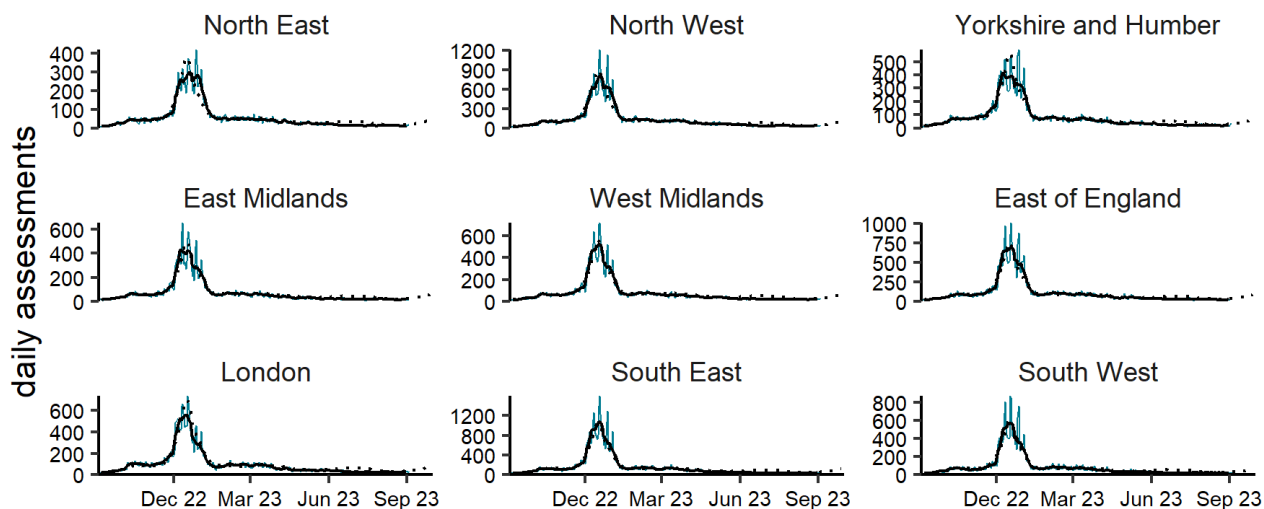 North East North West Yorkshire and Humber
400 1200 500
300 900 400
200 600 300
100 300 200
0 0 100
0
daily assessments
East Midlands West Midlands East of England
600 600 1000
400 400 750
200 200 500
0 0 250
0
London South East South West
600 1200 800
400 800 600
200 400 400
0 0 200
0
Dec 22 Mar 23 Jun 23 Sep 23 Dec 22 Mar 23 Jun 23 Sep 23 Dec 22 Mar 23 Jun 23 Sep 23